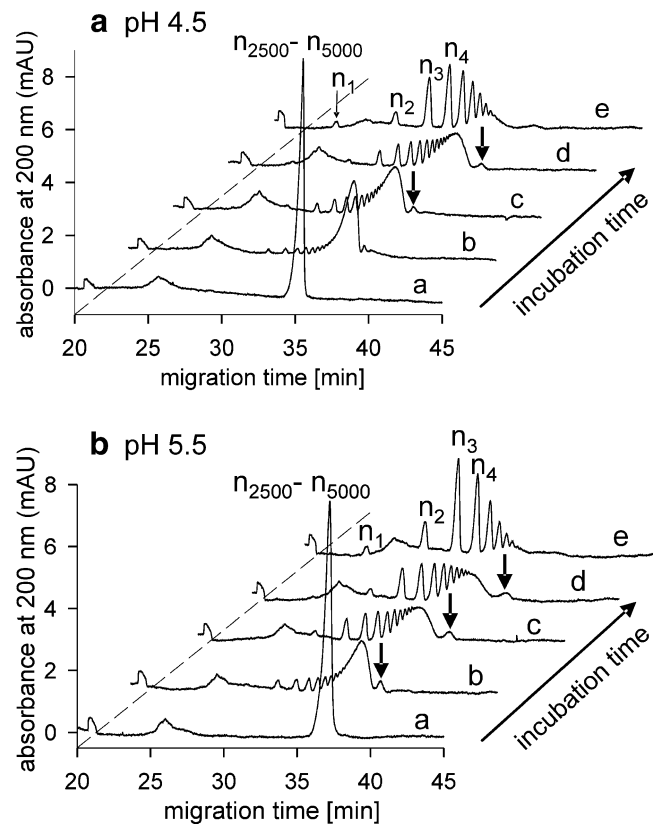 a pH 4.5
n2500- n5000
n1
n2
n3
n4
e
d
c
b
a
absorbance at 200 nm (mAU)
8
6
4
2
0
incubation time
20 25 30 35 40 45
migration time [min]
b pH 5.5
n2500- n5000
n1
n2
n3
n4
e
d
c
b
a
absorbance at 200 nm (mAU)
8
6
4
2
0
incubation time
20 25 30 35 40 45
migration time [min]